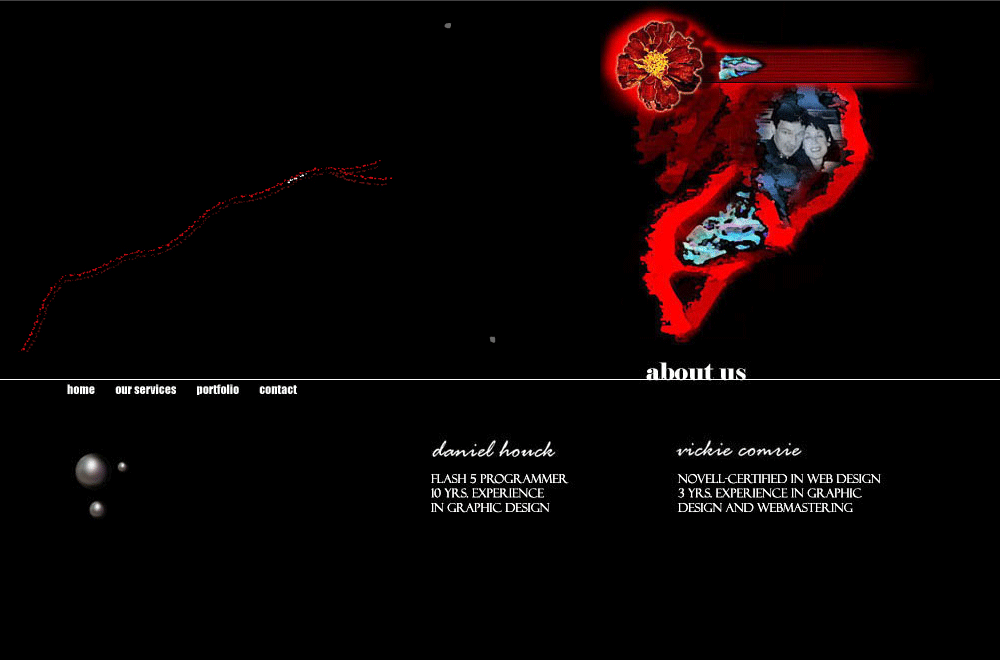 about us
home our services portfolio contact
daniel houck
FLASH 5 PROGRAMMER
10 YRS. EXPERIENCE
IN GRAPHIC DESIGN
vickie comrie
NOVELL-CERTIFIED IN WEB DESIGN
3 YRS. EXPERIENCE IN GRAPHIC
DESIGN AND WEBMASTERING